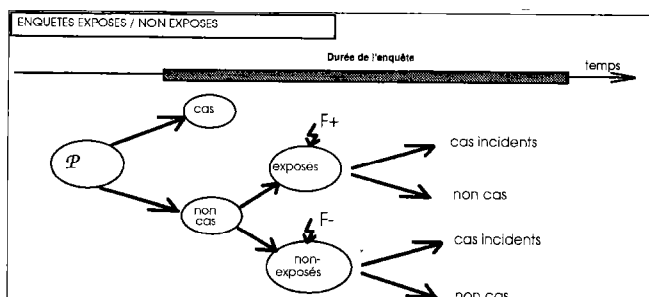 ENQUETES EXPOSES / NON EXPOSES
Durée de l'enquête
temps
cas
F+
cas incidents
P
exposes
non cas
non
cas
F-
cas incidents
non-
exposés
non cas